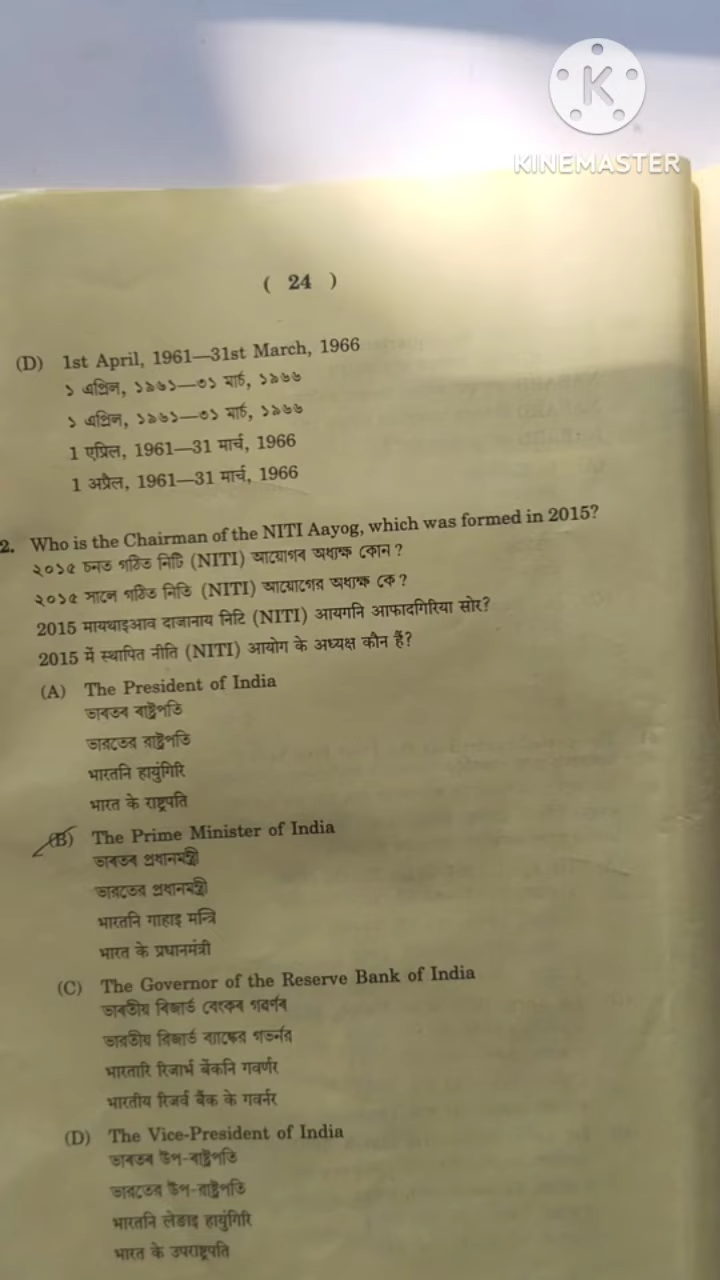 KINEMASTER
( 24 )
(D) 1st April, 1961—31st March, 1966
১ এপ্ৰিল, ১৯৬১—৩১ মাৰ্চ, ১৯৬৬
১ এপ্রিল, ১৯৬১—৩১ মার্চ, ১৯৬৬
1 एप्रिल, 1961—31 मार्च, 1966
1 अप्रैल, 1961—31 मार्च, 1966
2. Who is the Chairman of the NITI Aayog, which was formed in 2015?
২০১৫ চনত গঠিত নিটি (NITI) আয়োগৰ অধ্যক্ষ কোন ?
২০১৫ সালে গঠিত নিতি (NITI) আয়োগের অধ্যক্ষ কে ?
2015 मायथाइआव दाजानाय निटि (NITI) आयगनि आफादगिरिया सोर?
2015 में स्थापित नीति (NITI) आयोग के अध्यक्ष कौन हैं?
(A) The President of India
ভাৰতৰ ৰাষ্ট্ৰপতি
ভারতের রাষ্ট্রপতি
भारतनि हायुंगिरि
भारत के राष्ट्रपति
(B) The Prime Minister of India
ভাৰতৰ প্ৰধানমন্ত্ৰী
ভারতের প্রধানমন্ত্রী
भारतनि गाहाइ मन्त्रि
भारत के प्रधानमंत्री
(C) The Governor of the Reserve Bank of India
ভাৰতীয় ৰিজাৰ্ভ বেংকৰ গৱৰ্ণৰ
ভারতীয় রিজার্ভ ব্যাঙ্কের গভর্নর
भारतारि रिजार्भ बेंकनि गवर्णर
भारतीय रिजर्व बैंक के गवर्नर
(D) The Vice-President of India
ভাৰতৰ উপ-ৰাষ্ট্ৰপতি
ভারতের উপ-রাষ্ট্রপতি
भारतनि लेङाइ हायुंगिरि
भारत के उपराष्ट्रपति